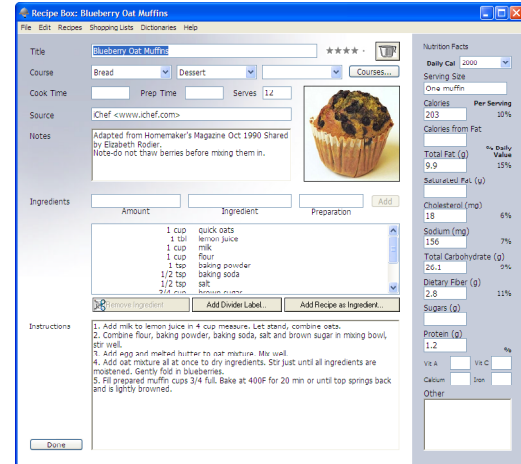 Recipe Box: Blueberry Oat Muffins
File Edit Recipes Shopping Lists Dictionaries Help
Title Blueberry Oat Muffins
Course Bread Dessert Courses...
Cook Time Prep Time Serves 12
Source iChef <www.ichef.com>
Notes Adapted from Homemaker's Magazine Oct 1990 Shared
by Elizabeth Rodier.
Note-do not thaw berries before mixing them in.
Ingredients Add
Amount Ingredient Preparation
1 cup quick oats
1 tbl lemon juice
1 cup milk
1 cup flour
1 tsp baking powder
1/2 tsp baking soda
1/2 tsp salt
3/4 cup brown sugar
Remove Ingredient Add Divider Label... Add Recipe as Ingredient...
Instructions 1. Add milk to lemon juice in 4 cup measure. Let stand, combine oats.
2. Combine flour, baking powder, baking soda, salt and brown sugar in mixing bowl,
stir well.
3. Add egg and melted butter to oat mixture. Mix well.
4. Add oat mixture all at once to dry ingredients. Stir just until all ingredients are
moistened. Gently fold in blueberries.
5. Fill prepared muffin cups 3/4 full. Bake at 400F for 20 min or until top springs back
and is lightly browned.
Done
Nutrition Facts
Daily Cal 2000
Serving Size
One muffin
Calories Per Serving
203 10%
Calories from Fat
% Daily
Total Fat (g) Value
9.9 15%
Saturated Fat (g)
Cholesterol (mg)
18 6%
Sodium (mg)
156 7%
Total Carbohydrate (g)
26.1 9%
Dietary Fiber (g)
2.8 11%
Sugars (g)
Protein (g)
1.2 %
Vit A Vit C
Calcium Iron
Other